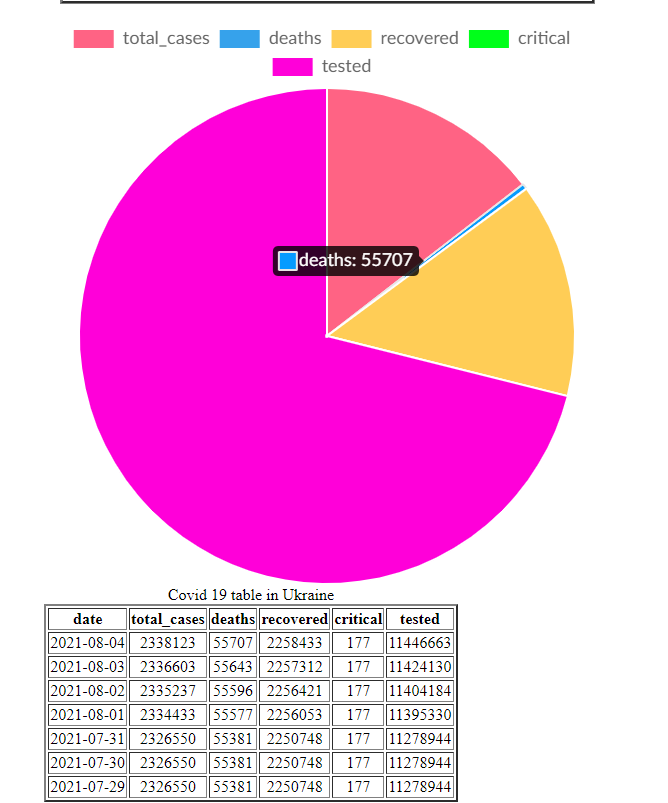 total_cases deaths recovered critical
tested
deaths: 55707
Covid 19 table in Ukraine
date total_cases deaths recovered critical tested
2021-08-04 2338123 55707 2258433 177 11446663
2021-08-03 2336603 55643 2257312 177 11424130
2021-08-02 2335237 55596 2256421 177 11404184
2021-08-01 2334433 55577 2256053 177 11395330
2021-07-31 2326550 55381 2250748 177 11278944
2021-07-30 2326550 55381 2250748 177 11278944
2021-07-29 2326550 55381 2250748 177 11278944